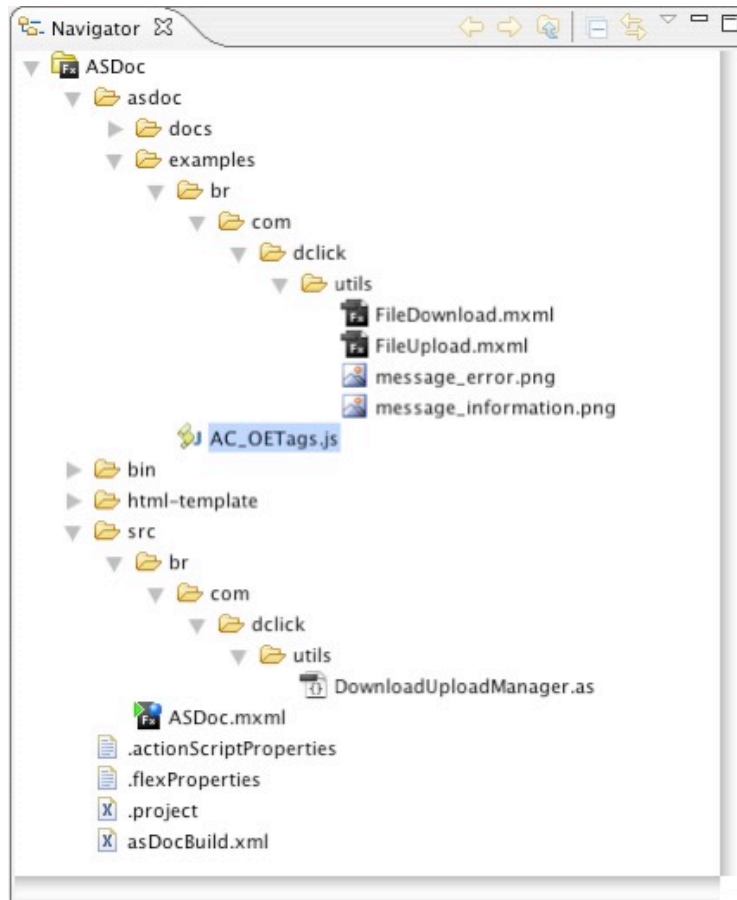 Navigator
ASDoc
asdoc
docs
examples
br
com
dclick
utils
FileDownload.mxml
FileUpload.mxml
message_error.png
message_information.png
AC_OETags.js
bin
html-template
src
br
com
dclick
utils
DownloadUploadManager.as
ASDoc.mxml
.actionScriptProperties
.flexProperties
.project
asDocBuild.xml